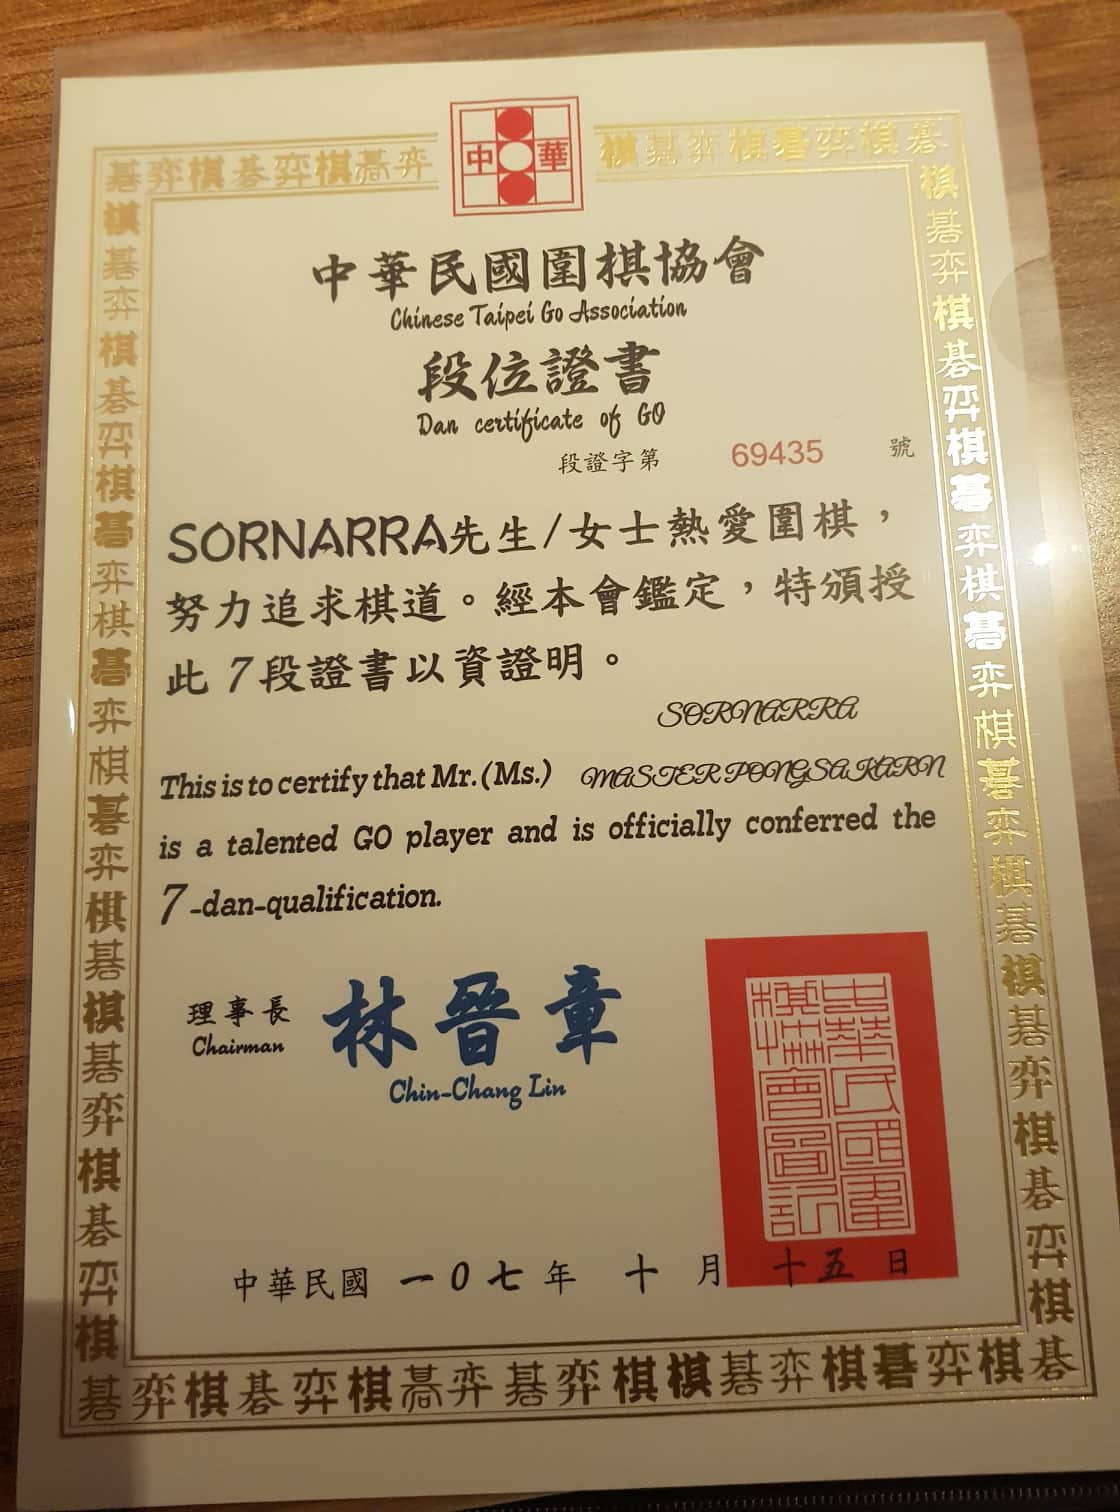 中華
中華民國圍棋協會
Chinese Taipei Go Association
段位證書
Dan certificate of GO
段證字第 69435 號
SORNARRA先生/女士熱愛圍棋，
努力追求棋道。經本會鑑定，特頒授
此 7段證書以資證明。
SORNARRA
This is to certify that Mr.(Ms.) MASTER PONGSAKARN
is a talented GO player and is officially conferred the
7-dan-qualification.
理事長 林晉章
Chairman
Chin-Chang Lin
中華民國 一0七年 十月 十五日